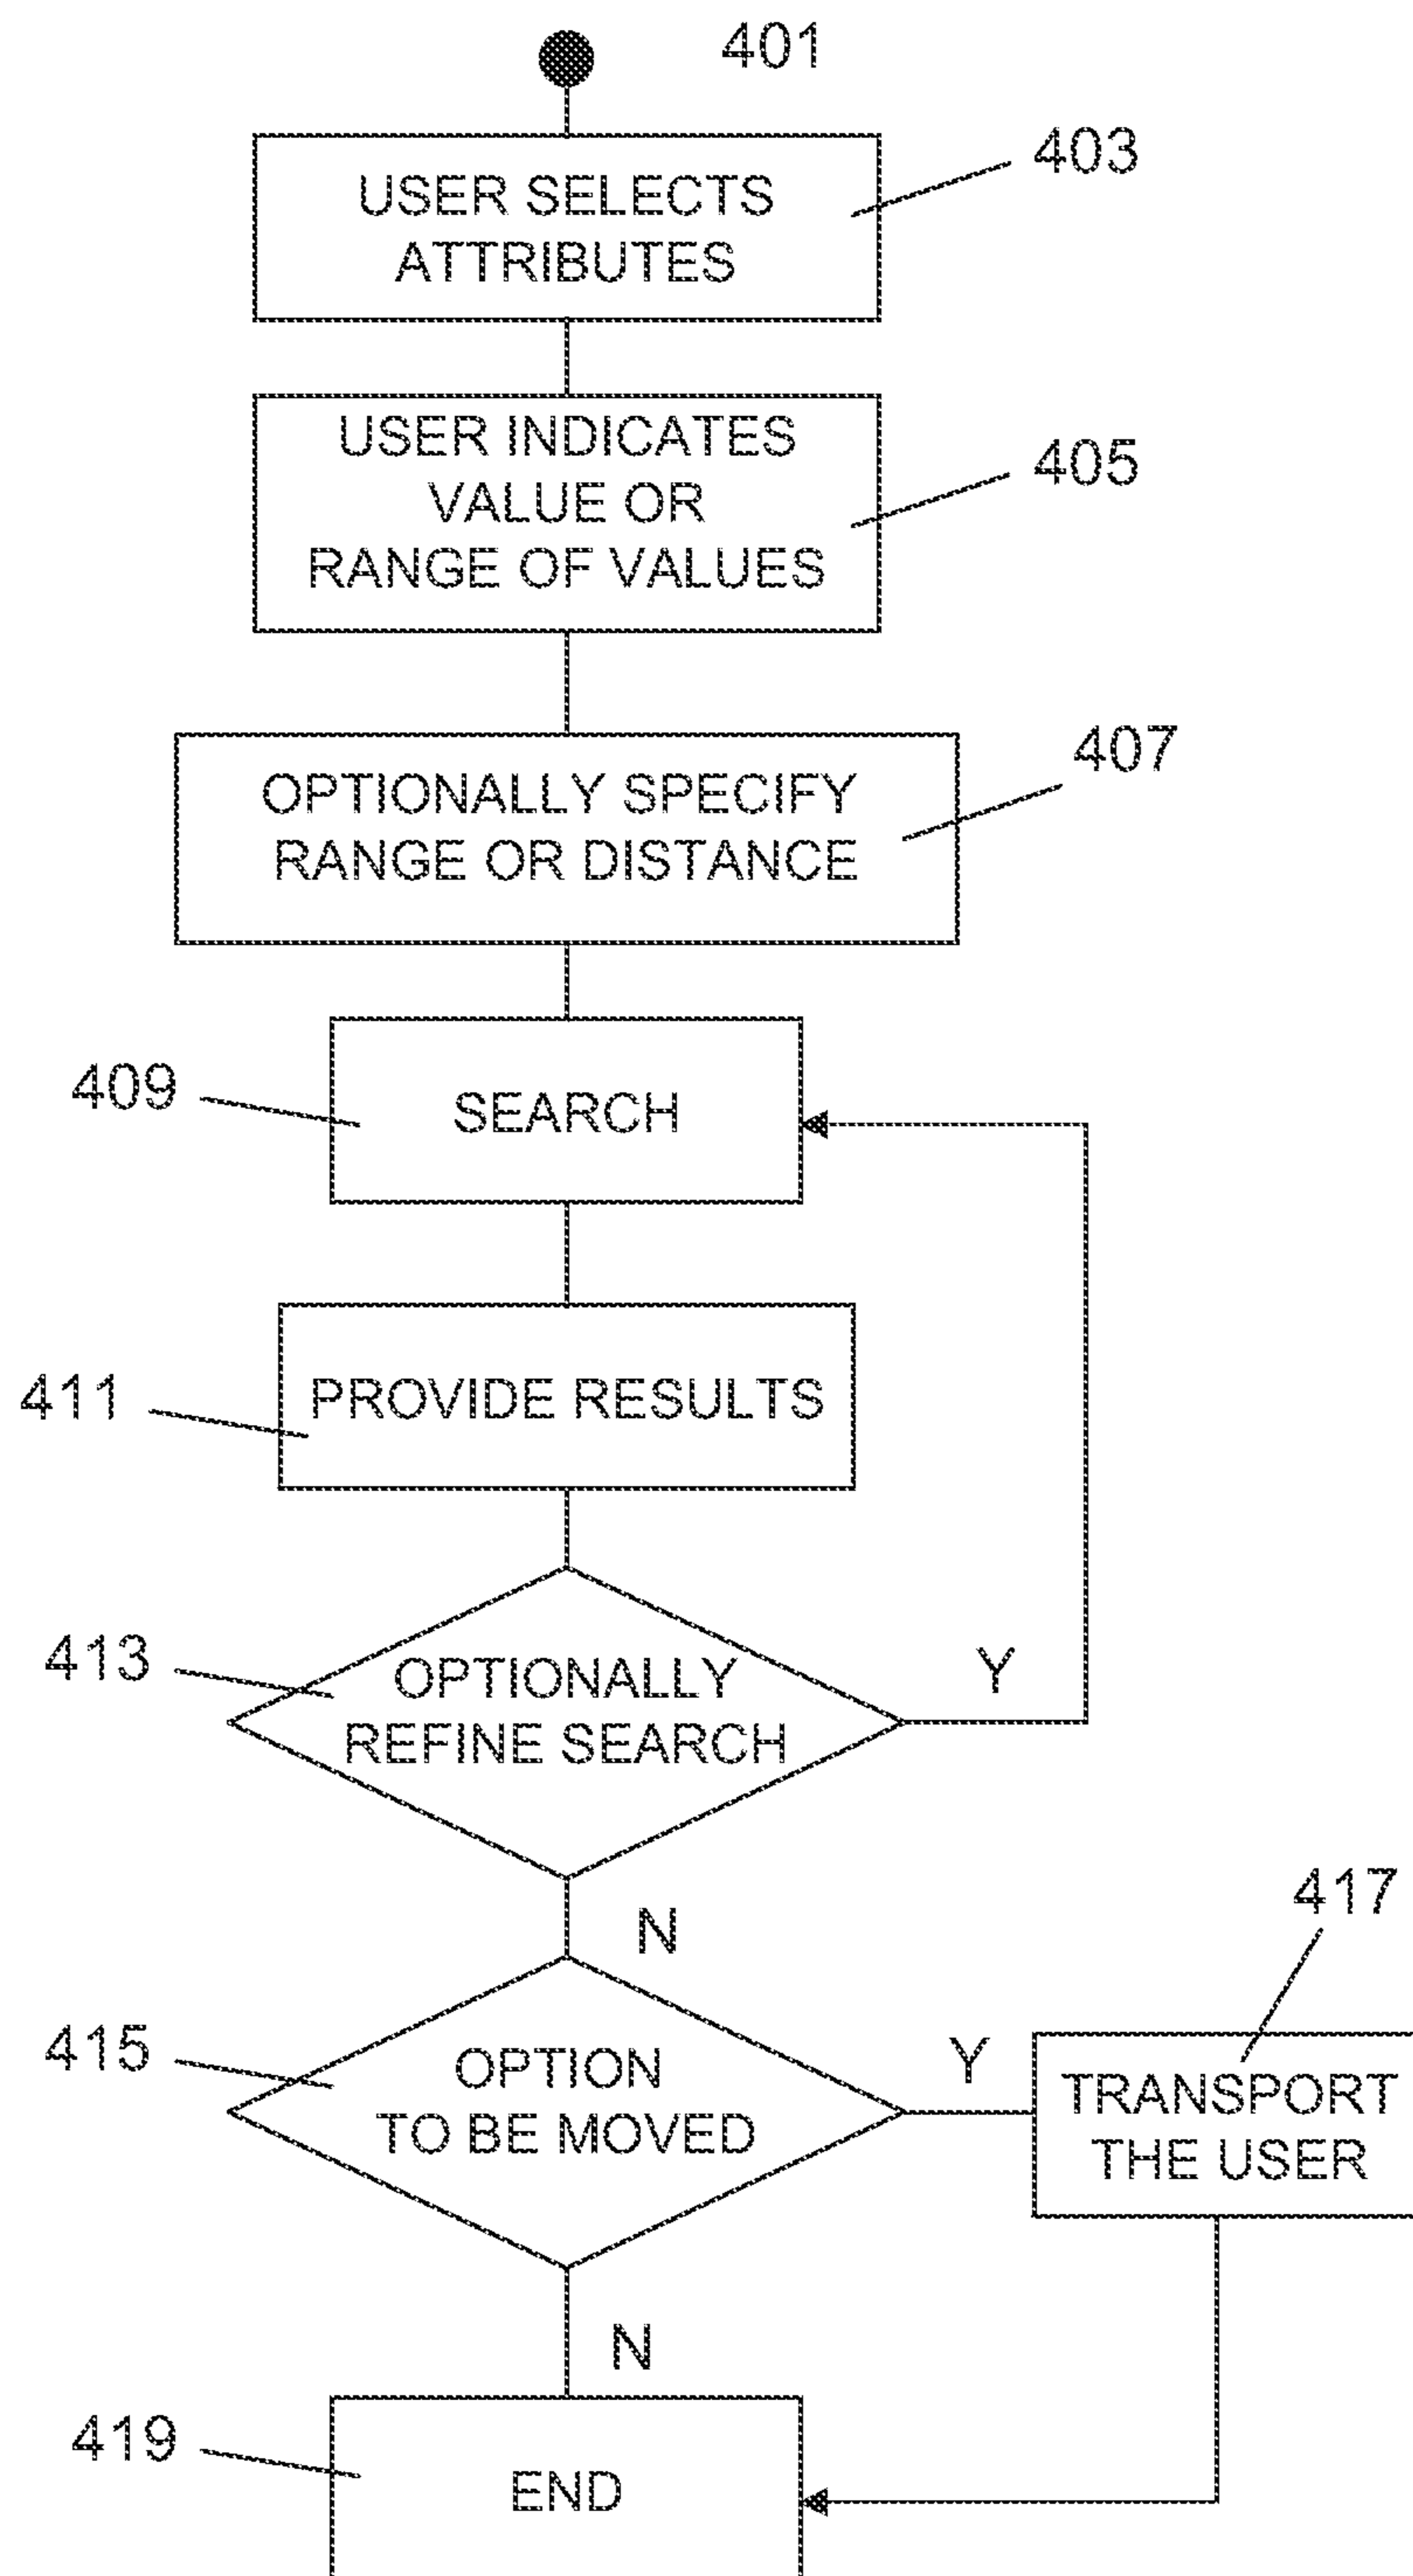 401
403
USER SELECTS
ATTRIBUTES
USER INDICATES
VALUE OR
RANGE OF VALUES
405
407
OPTIONALLY SPECIFY
RANGE OR DISTANCE
409
SEARCH
411
PROVIDE RESULTS
413
OPTIONALLY
REFINE SEARCH
Y
417
N
415
OPTION
TO BE MOVED
Y
TRANSPORT
THE USER
N
419
END